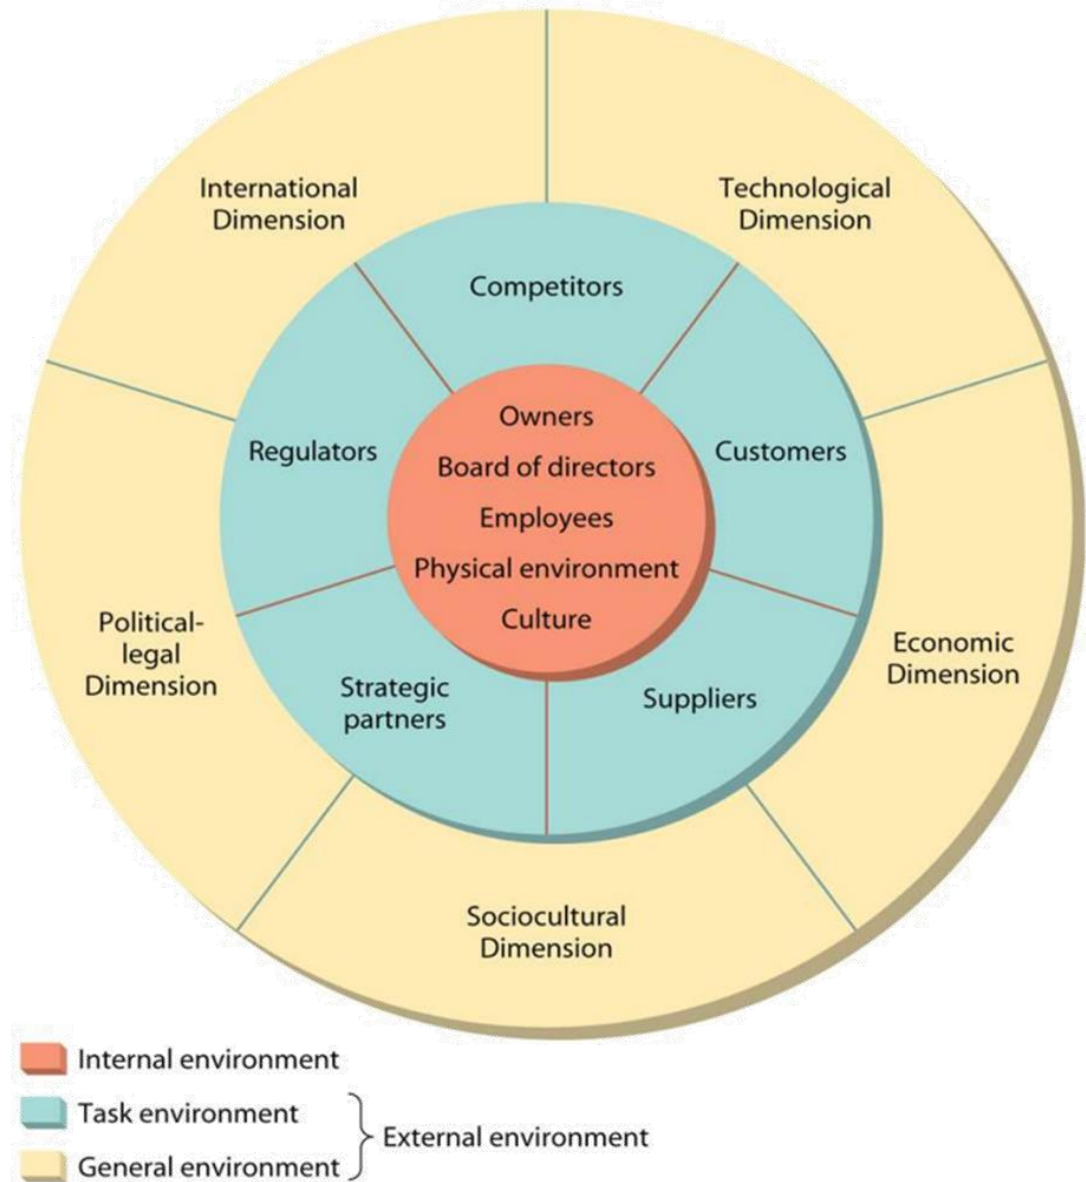 International
Dimension
Technological
Dimension
Competitors
Regulators
Customers
Owners
Board of directors
Employees
Physical environment
Culture
Political-
legal
Dimension
Strategic
partners
Suppliers
Economic
Dimension
Sociocultural
Dimension
Internal environment
Task environment
External environment
General environment